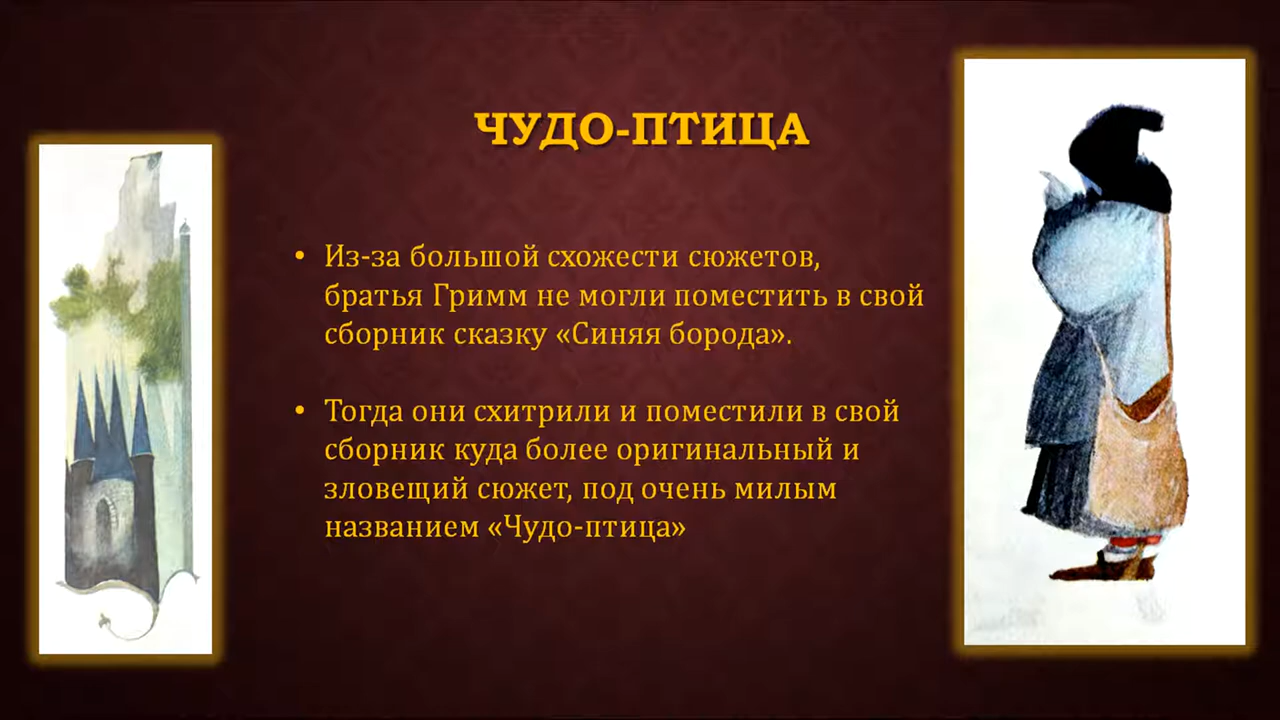 ЧУДО-ПТИЦА
• Из-за большой схожести сюжетов,
братья Гримм не могли поместить в свой
сборник сказку «Синяя борода».
• Тогда они схитрили и поместили в свой
сборник куда более оригинальный и
зловещий сюжет, под очень милым
названием «Чудо-птица»